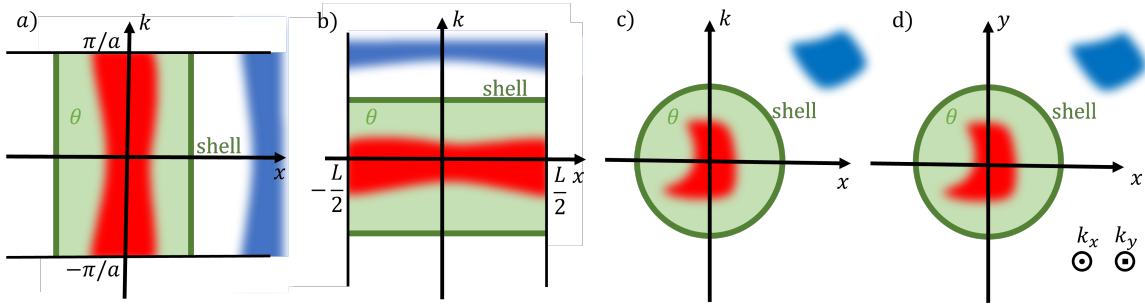 a)
k
π/a
θ
shell
x
−π/a
b)
k
shell
θ
x
−L/2
L/2
c)
k
θ
shell
x
d)
y
θ
shell
x
k_x
k_y